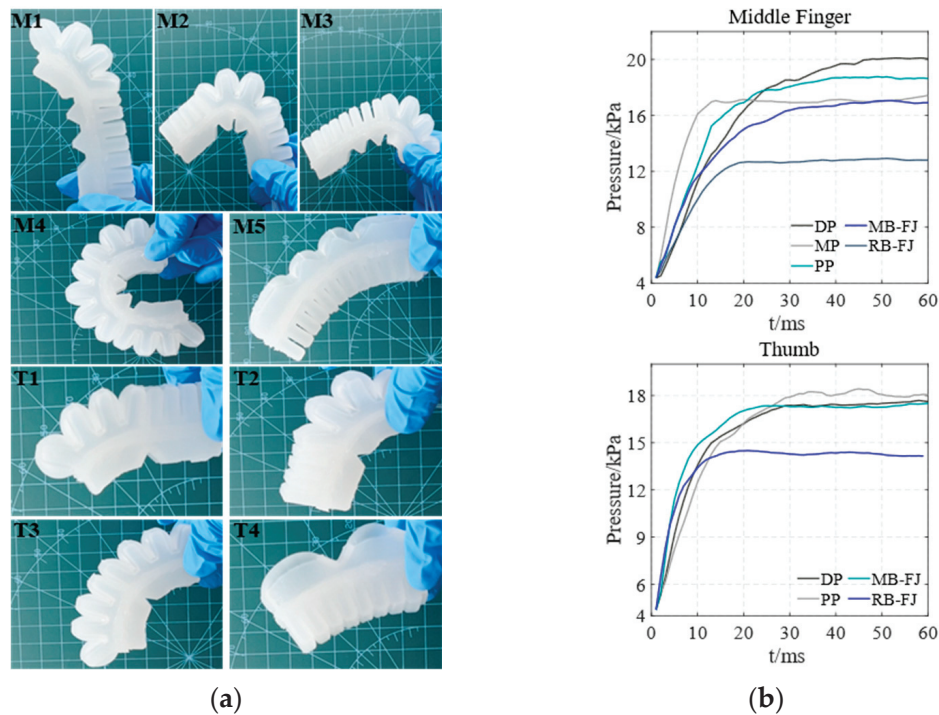 M1 M2 M3
M4 M5
T1 T2
T3 T4
(a)
Middle Finger
Pressure/kPa
20
16
12
8
4
DP MB-FJ
MP RB-FJ
PP
0 10 20 30 40 50 60
t/ms
Thumb
Pressure/kPa
18
15
12
9
6
4
DP MB-FJ
PP RB-FJ
0 10 20 30 40 50 60
t/ms
(b)